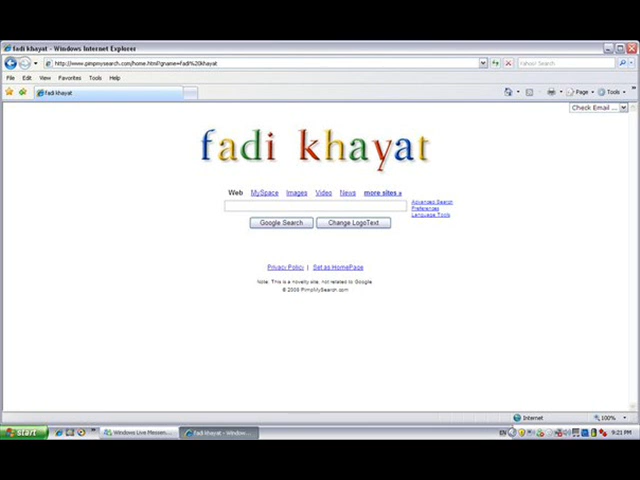 fadi khayat - Windows Internet Explorer
http://www.pimpmysearch.com/home.html?gname=Fadi%20khayat
Search
File Edit View Favorites Tools Help
fadi khayat
Page Tools
Check Email ...
fadi khayat
Web MySpace Images Video News more sites »
Advanced Search
Preferences
Language Tools
Google Search Change LogoText
Privacy Policy | Set as HomePage
Note: This is a novelty site, not related to Google
PimpMySearch.com
Internet 100%
start Windows Live Messen... fadi khayat - Window... EN 9:21 PM